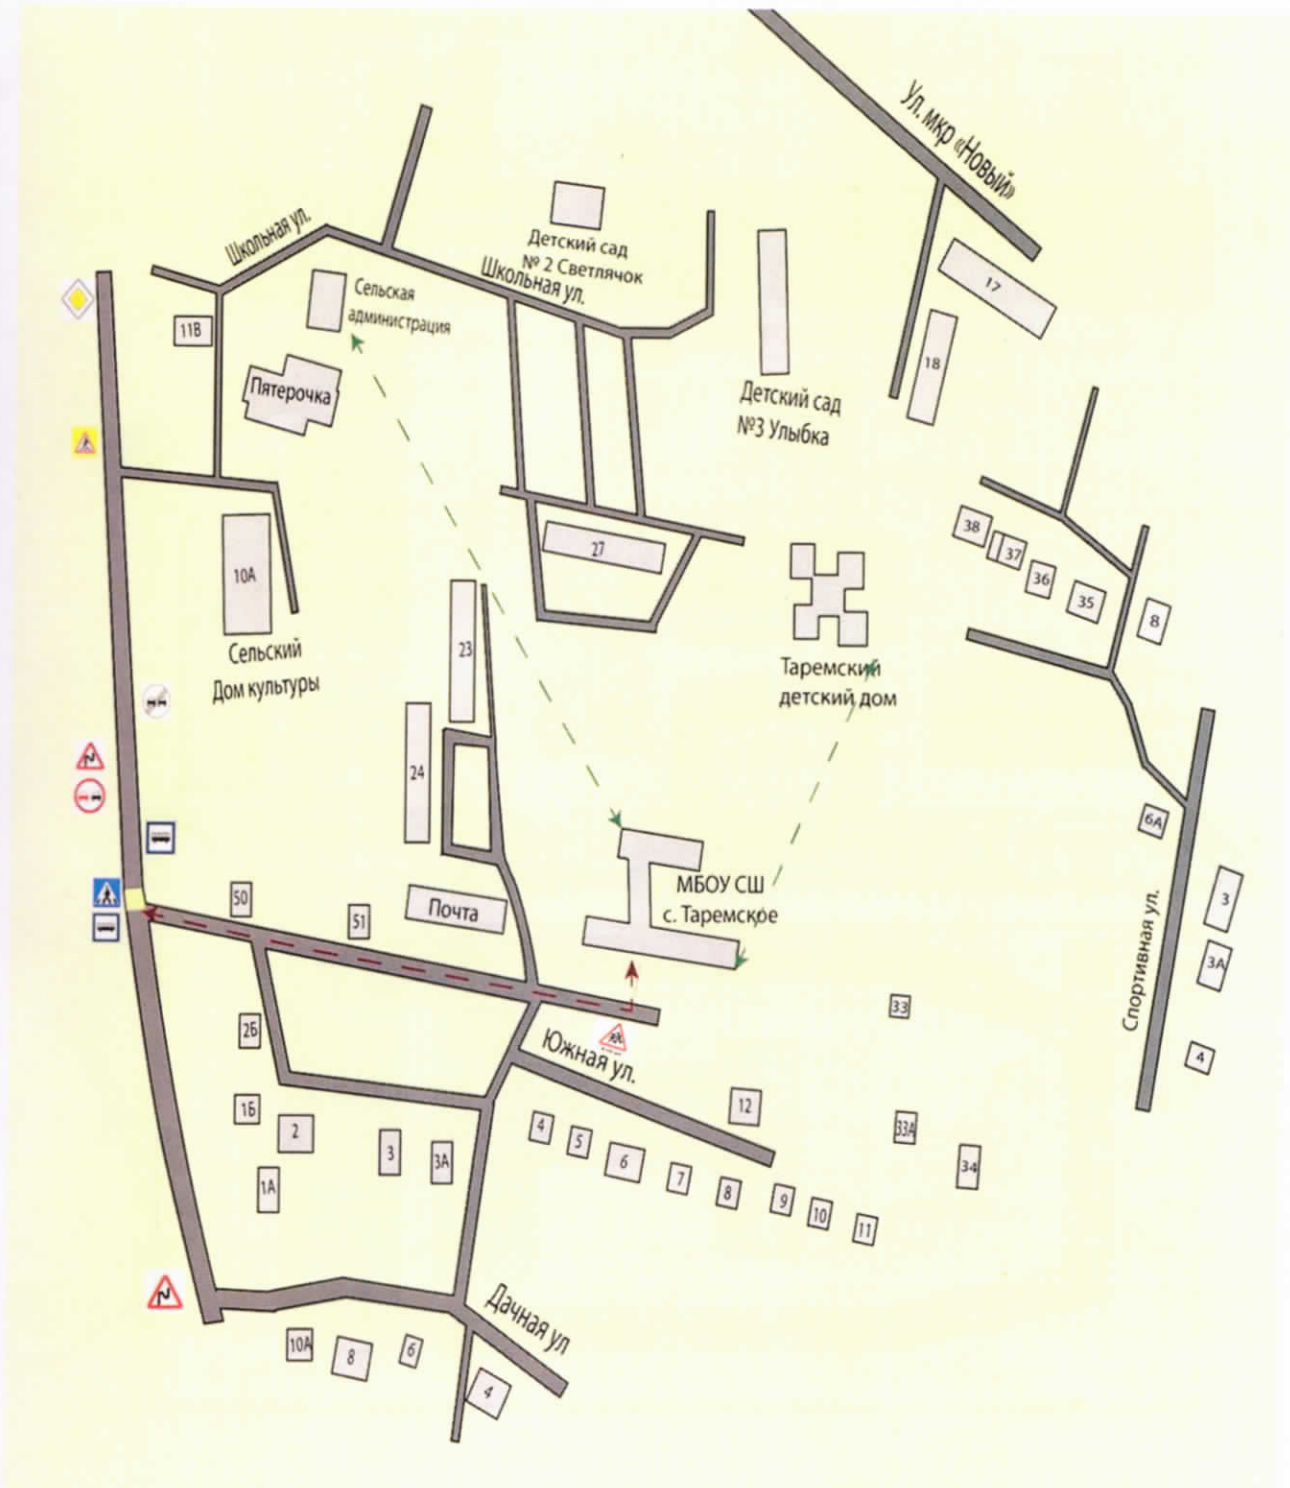 Ул. мкр «Новый»
Школьная ул.
Детский сад
№ 2 Светлячок
Школьная ул.
Сельская
администрация
17
11В
18
Пятерочка
Детский сад
№3 Улыбка
38
37
36
35
8
27
10А
Сельский
Дом культуры
23
Таремский
детский дом
24
6А
3
3А
4
Спортивная ул.
МБОУ СШ
с. Таремское
50
51
Почта
33
2Б
Южная ул.
1Б
2
3
3А
1А
4
5
6
7
8
9
10
11
12
33А
34
Дачная ул
10А
8
6
4